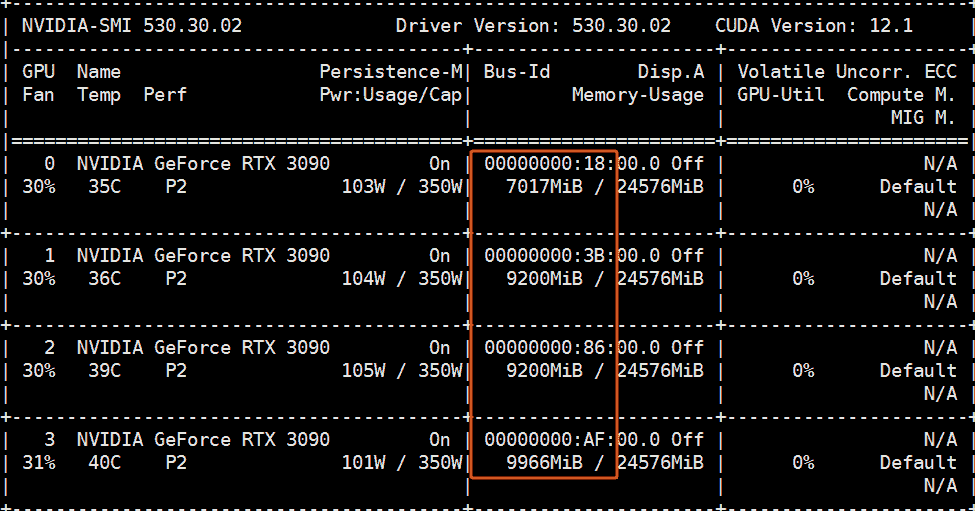 NVIDIA-SMI 530.30.02 Driver Version: 530.30.02 CUDA Version: 12.1
GPU Name Persistence-M| Bus-Id Disp.A | Volatile Uncorr. ECC
Fan Temp Perf Pwr:Usage/Cap| Memory-Usage | GPU-Util Compute M.
MIG M.
0 NVIDIA GeForce RTX 3090 On | 00000000:18:00.0 Off | N/A
30% 35C P2 103W / 350W| 7017MiB / 24576MiB | 0% Default
N/A
1 NVIDIA GeForce RTX 3090 On | 00000000:3B:00.0 Off | N/A
30% 36C P2 104W / 350W| 9200MiB / 24576MiB | 0% Default
N/A
2 NVIDIA GeForce RTX 3090 On | 00000000:86:00.0 Off | N/A
30% 39C P2 105W / 350W| 9200MiB / 24576MiB | 0% Default
N/A
3 NVIDIA GeForce RTX 3090 On | 00000000:AF:00.0 Off | N/A
31% 40C P2 101W / 350W| 9966MiB / 24576MiB | 0% Default
N/A